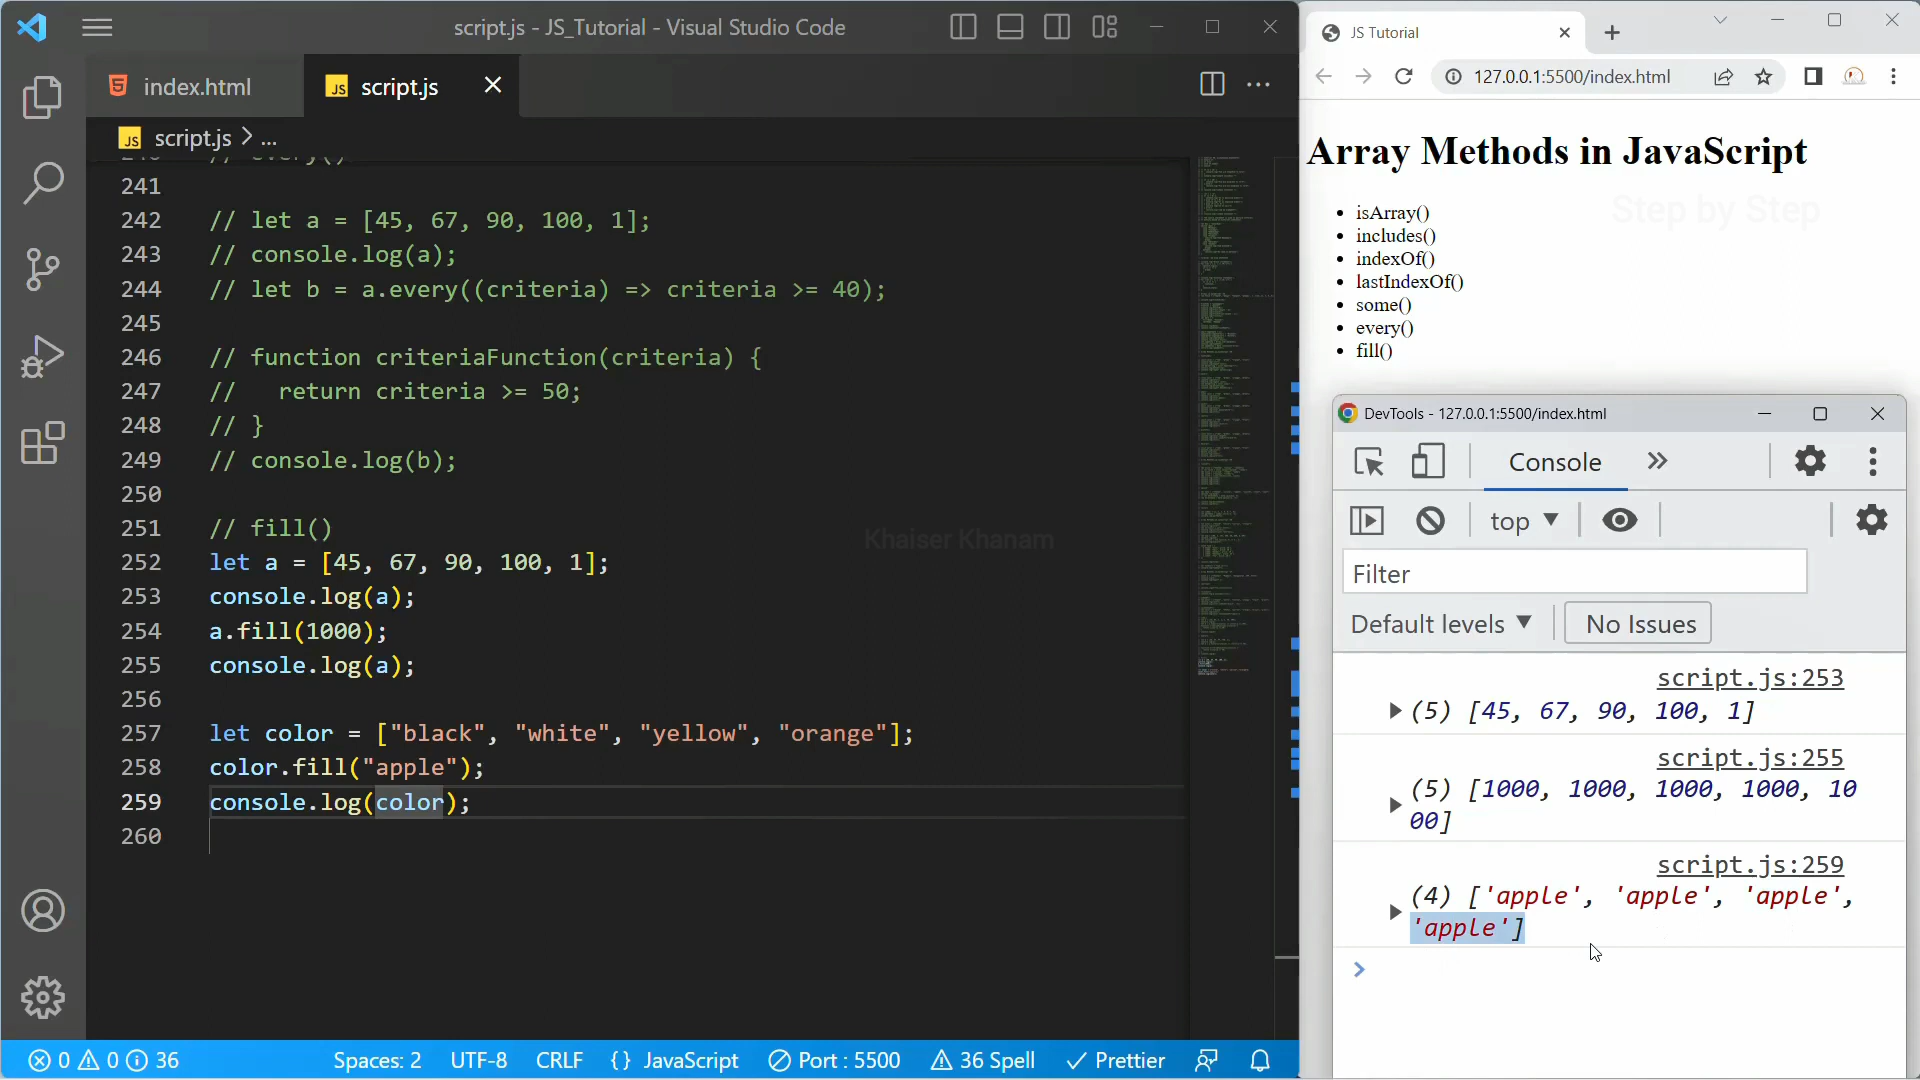 script.js - JS_Tutorial - Visual Studio Code
index.html
JS script.js
JS script.js > ...
240 // every()
241
242 // let a = [45, 67, 90, 100, 1];
243 // console.log(a);
244 // let b = a.every((criteria) => criteria >= 40);
245
246 // function criteriaFunction(criteria) {
247 //   return criteria >= 50;
248 // }
249 // console.log(b);
250
251 // fill()
252 let a = [45, 67, 90, 100, 1];
253 console.log(a);
254 a.fill(1000);
255 console.log(a);
256
257 let color = ["black", "white", "yellow", "orange"];
258 color.fill("apple");
259 console.log(color);
260
Khaiser Khanam
0 0 36
Spaces: 2
UTF-8
CRLF
{ } JavaScript
Port : 5500
36 Spell
Prettier
JS Tutorial
127.0.0.1:5500/index.html
Array Methods in JavaScript
Step by Step
• isArray()
• includes()
• indexOf()
• lastIndexOf()
• some()
• every()
• fill()
DevTools - 127.0.0.1:5500/index.html
Console
top
Filter
Default levels
No Issues
script.js:253
(5) [45, 67, 90, 100, 1]
script.js:255
(5) [1000, 1000, 1000, 1000, 10
00]
script.js:259
(4) ['apple', 'apple', 'apple',
'apple']